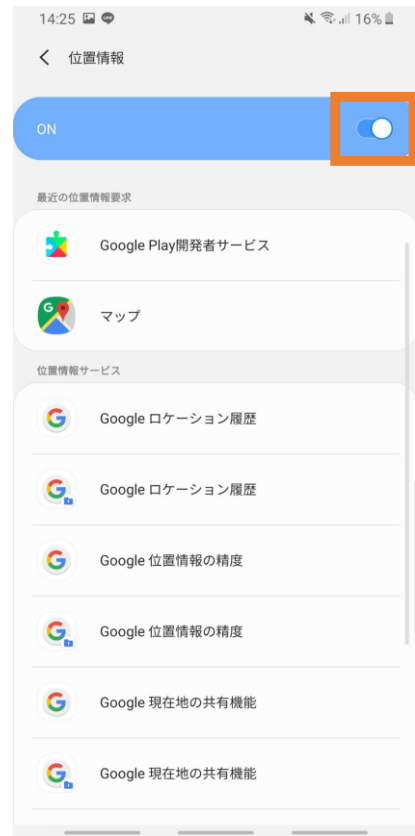 14:25 16%
位置情報
ON
最近の位置情報要求
Google Play開発者サービス
マップ
位置情報サービス
Google ロケーション履歴
Google ロケーション履歴
Google 位置情報の精度
Google 位置情報の精度
Google 現在地の共有機能
Google 現在地の共有機能